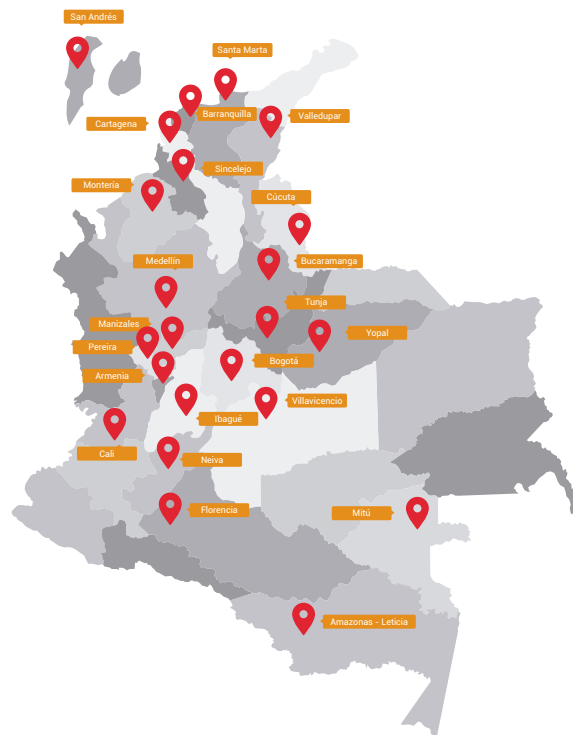 San Andrés
Santa Marta
Barranquilla
Cartagena
Valledupar
Sincelejo
Montería
Cúcuta
Medellín
Bucaramanga
Tunja
Manizales
Yopal
Pereira
Bogotá
Armenia
Villavicencio
Ibagué
Cali
Neiva
Florencia
Mitú
Amazonas - Leticia